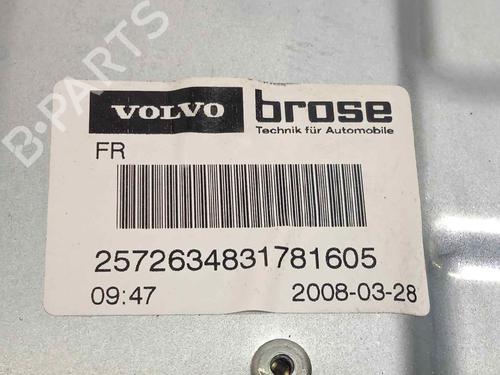 B-PARTS
VOLVO
brose
Technik für Automobile
FR
2572634831781605
09:47
2008-03-28